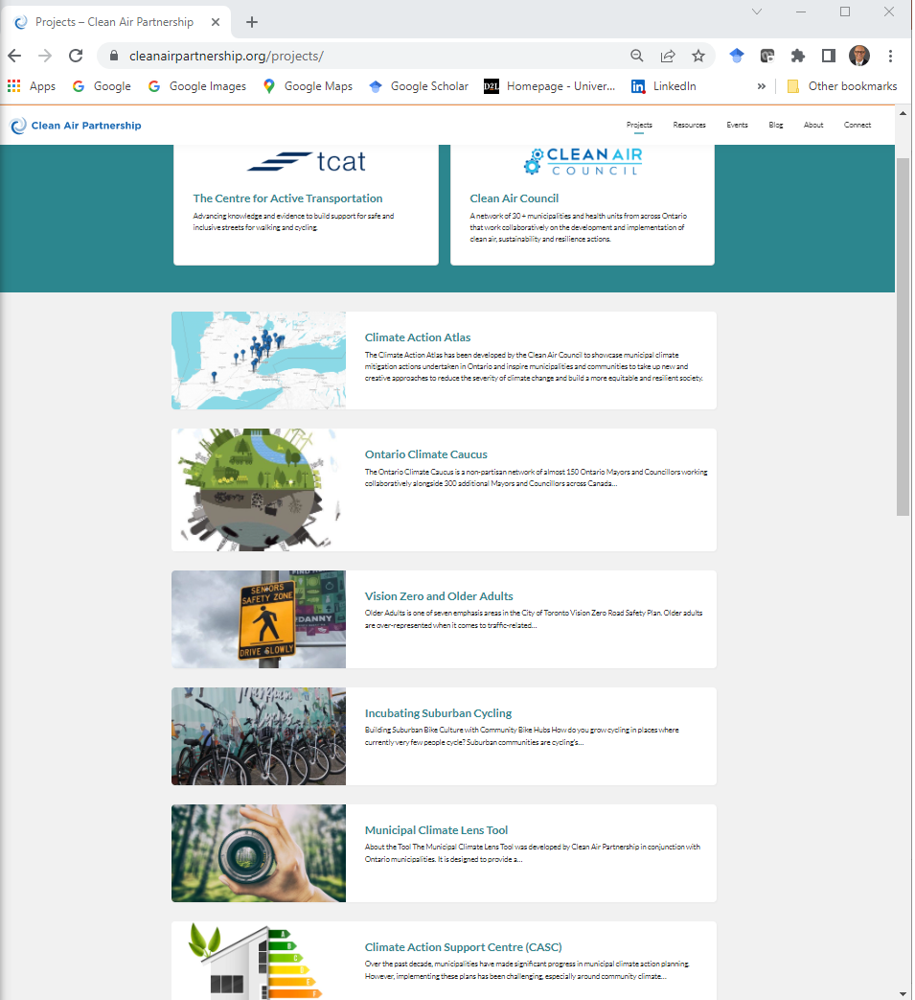 Projects – Clean Air Partnership
cleanairpartnership.org/projects/
Apps
Google
Google Images
Google Maps
Google Scholar
D2L
Homepage - Univer...
LinkedIn
»
Other bookmarks
Clean Air Partnership
Projects
Resources
Events
Blog
About
Connect
tcat
The Centre for Active Transportation
Advancing knowledge and evidence to build support for safe and
inclusive streets for walking and cycling.
CLEAN AIR
COUNCIL
Clean Air Council
A network of 30 + municipalities and health units from across Ontario
that work collaboratively on the development and implementation of
clean air, sustainability and resilience actions.
Climate Action Atlas
The Climate Action Atlas has been developed by the Clean Air Council to showcase municipal climate
mitigation actions undertaken in Ontario and inspire municipalities and communities to take up new and
creative approaches to reduce the severity of climate change and build a more equitable and resilient society.
Ontario Climate Caucus
The Ontario Climate Caucus is a non-partisan network of almost 150 Ontario Mayors and Councillors working
collaboratively alongside 300 additional Mayors and Councillors across Canada...
SENIORS
SAFETY ZONE
DRIVE SLOWLY
DANNY
Vision Zero and Older Adults
Older Adults is one of seven emphasis areas in the City of Toronto Vision Zero Road Safety Plan. Older adults
are over-represented when it comes to traffic-related...
Incubating Suburban Cycling
Building Suburban Bike Culture with Community Bike Hubs How do you grow cycling in places where
currently very few people cycle? Suburban communities are cycling's...
Municipal Climate Lens Tool
About the Tool The Municipal Climate Lens Tool was developed by Clean Air Partnership in conjunction with
Ontario municipalities. It is designed to provide a...
A
B
C
D
E
F
Climate Action Support Centre (CASC)
Over the past decade, municipalities have made significant progress in municipal climate action planning.
However, implementing these plans has been challenging, especially around community climate...